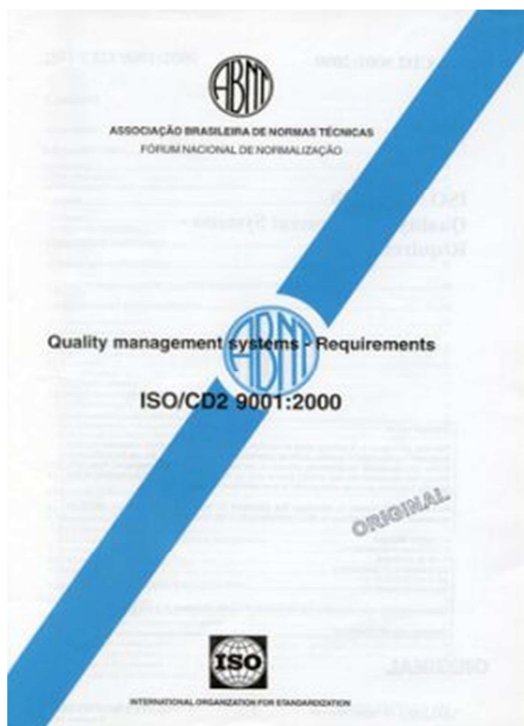 ABNT
ASSOCIAÇÃO BRASILEIRA DE NORMAS TÉCNICAS
FÓRUM NACIONAL DE NORMALIZAÇÃO
ABNT
Quality management systems - Requirements
ISO/CD2 9001:2000
ORIGINAL
ISO
INTERNATIONAL ORGANIZATION FOR STANDARDIZATION